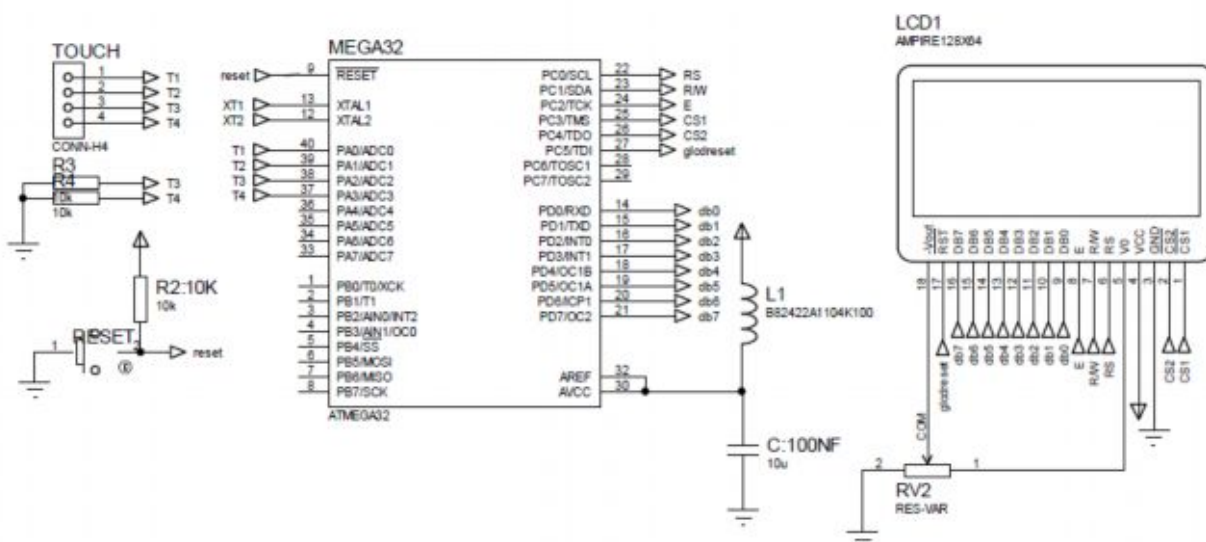 TOUCH
1
2
3
4
T1
T2
T3
T4
CONN-H4
R3
R4
10k
10k
T3
T4
R2:10K
10k
RESET
1
reset
MEGA32
reset
9
RESET
XT1
13
XTAL1
XT2
12
XTAL2
T1
40
PA0/ADC0
T2
39
PA1/ADC1
T3
38
PA2/ADC2
T4
37
PA3/ADC3
36
PA4/ADC4
35
PA5/ADC5
34
PA6/ADC6
33
PA7/ADC7
1
PB0/T0/XCK
2
PB1/T1
3
PB2/AIN0/INT2
4
PB3/AIN1/OC0
5
PB4/SS
6
PB5/MOSI
7
PB6/MISO
8
PB7/SCK
PC0/SCL
22
RS
PC1/SDA
23
R/W
PC2/TCK
24
E
PC3/TMS
25
CS1
PC4/TDO
26
CS2
PC5/TDI
27
glcdreset
PC6/TOSC1
28
PC7/TOSC2
29
PD0/RXD
14
db0
PD1/TXD
15
db1
PD2/INT0
16
db2
PD3/INT1
17
db3
PD4/OC1B
18
db4
PD5/OC1A
19
db5
PD6/ICP1
20
db6
PD7/OC2
21
db7
AREF
32
AVCC
30
ATMEGA32
L1
B82422A1104K100
C:100NF
10u
LCD1
AMPIRE128X64
-Vout
RST
DB7
DB6
DB5
DB4
DB3
DB2
DB1
DB0
E
R/W
RS
V0
VCC
GND
CS2
CS1
18
17
16
15
14
13
12
11
10
9
8
7
6
5
4
3
2
1
glcdreset
db7
db6
db5
db4
db3
db2
db1
db0
E
R/W
RS
CS2
CS1
COM
2
1
RV2
RES-VAR